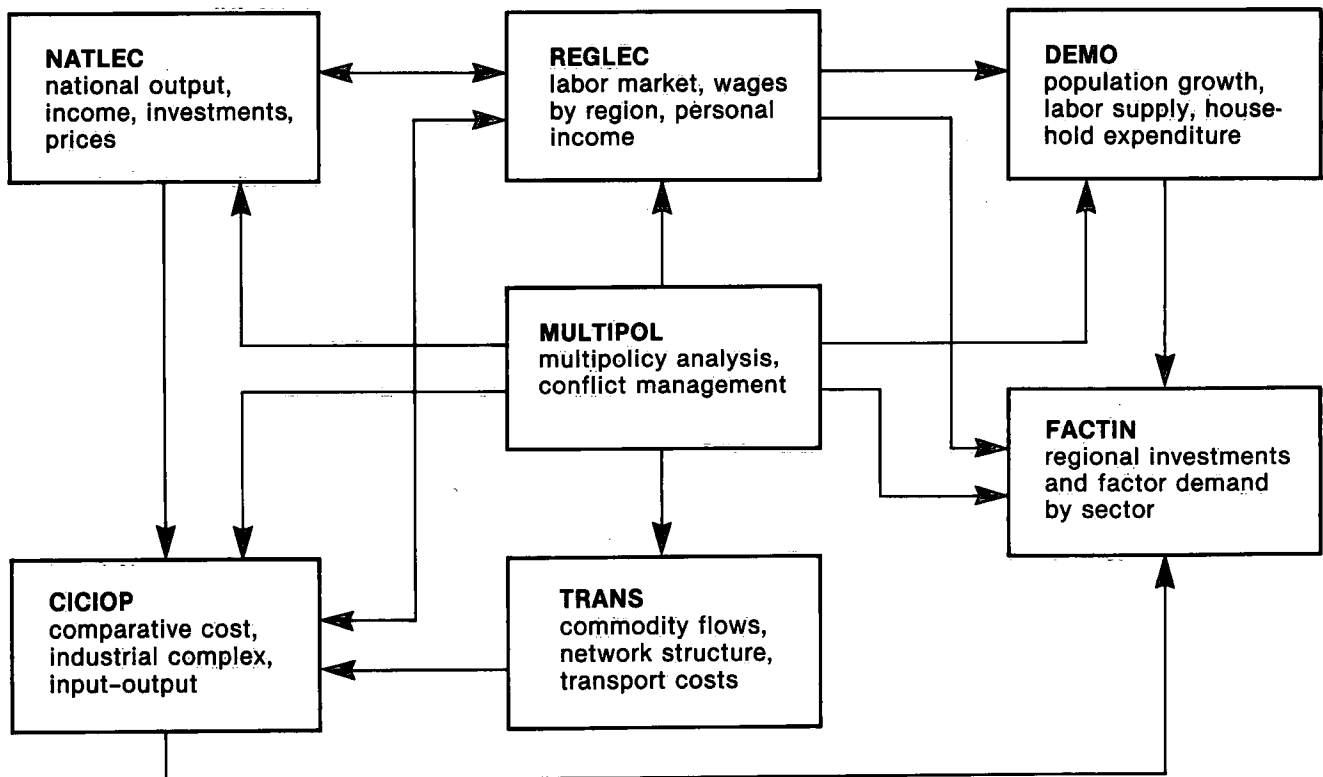 NATLEC
national output,
income, investments,
prices
REGLEC
labor market, wages
by region, personal
income
DEMO
population growth,
labor supply, house-
hold expenditure
MULTIPOL
multipolicy analysis,
conflict management
FACTIN
regional investments
and factor demand
by sector
CICIOP
comparative cost,
industrial complex,
input–output
TRANS
commodity flows,
network structure,
transport costs